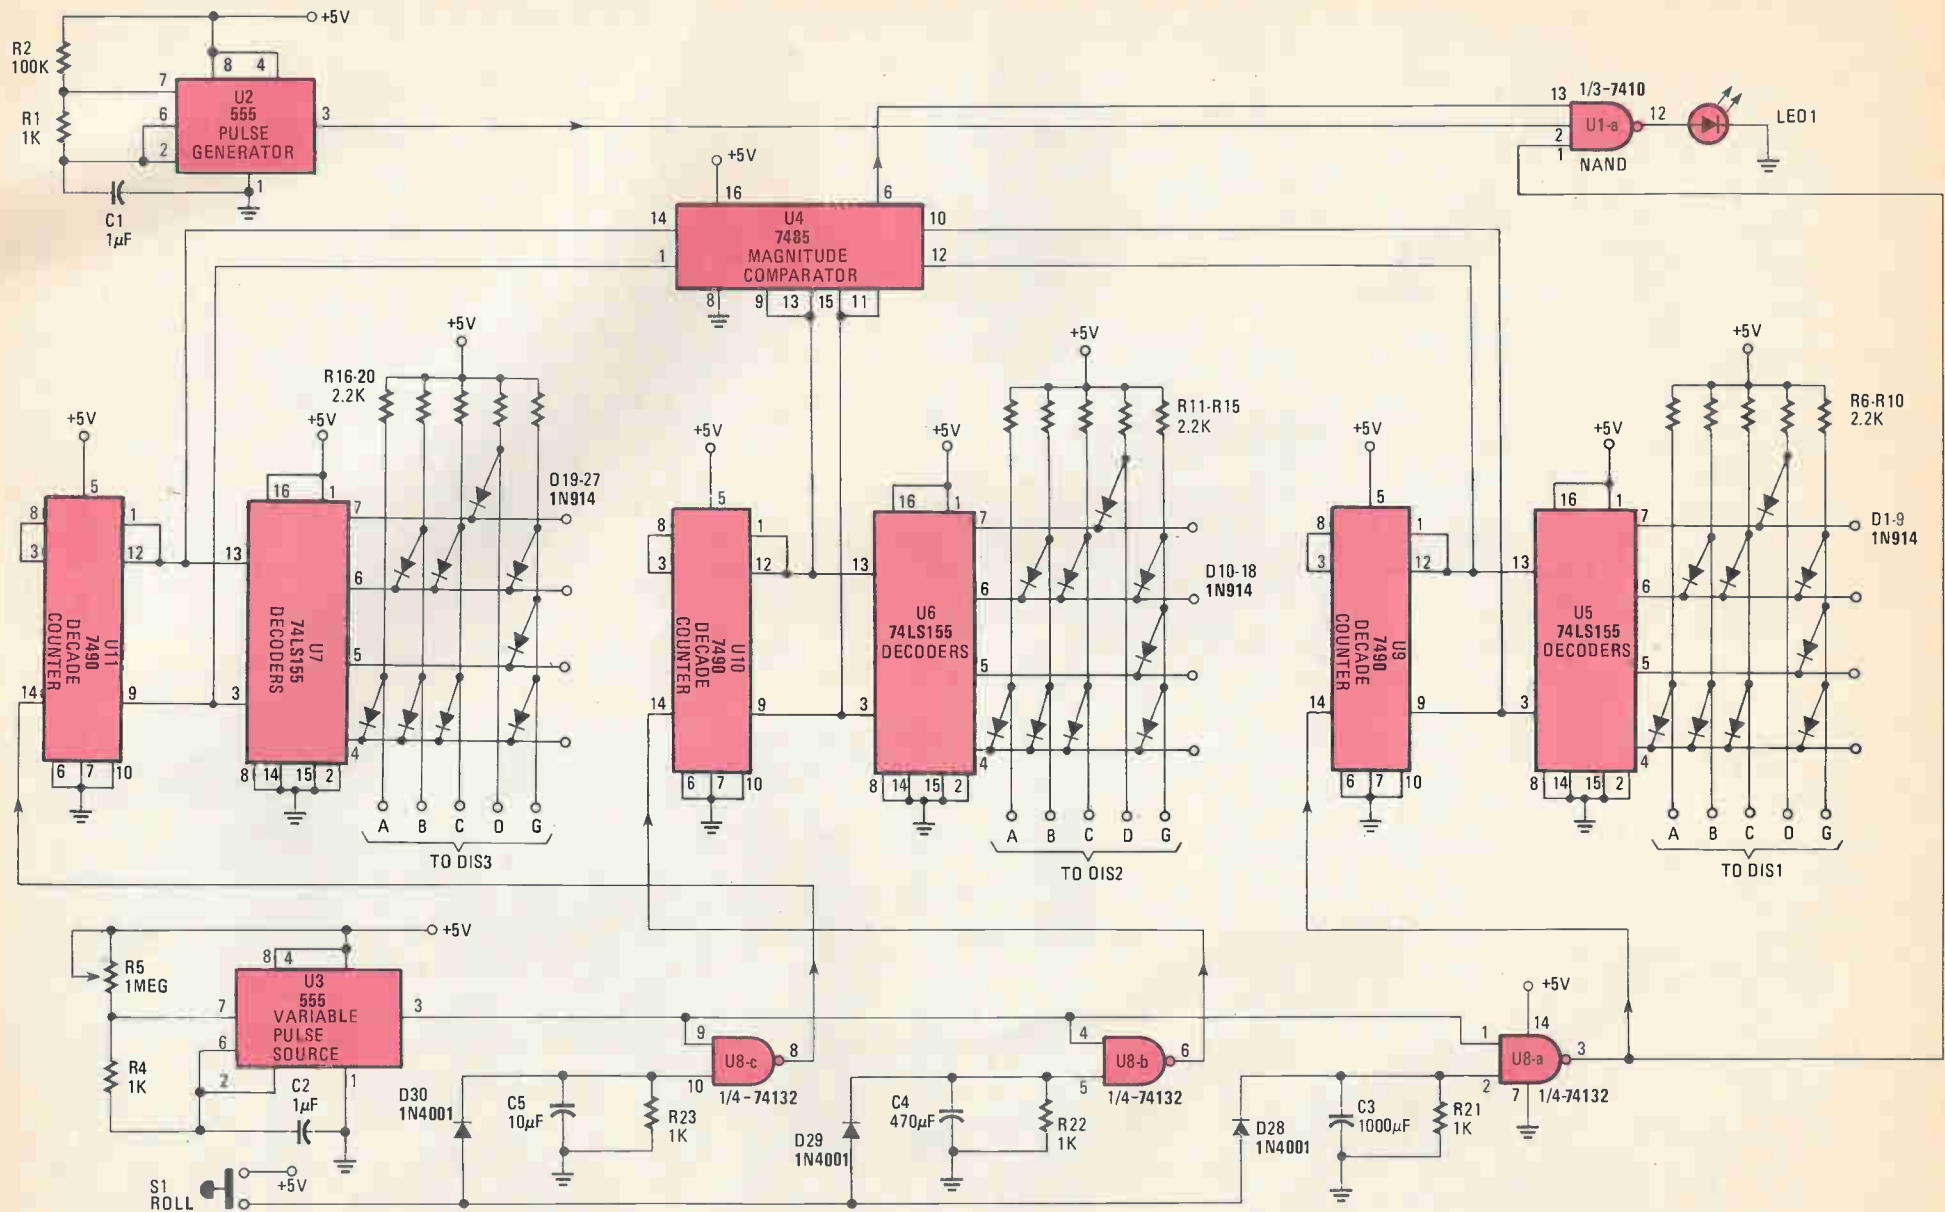 +5V
R2
100K
8 4
7
R1
1K
6
2
U2
555
PULSE
GENERATOR
3
1
C1
1µF
1/3-7410
13
2
1
U1-a
12
NAND
LEO1
+5V
16
6
14
1
U4
7485
MAGNITUDE
COMPARATOR
10
12
8
9 13 15 11
+5V
R16-20
2.2K
+5V
5
8
3
1
12
14
9
U11
7490
DECADE
COUNTER
6 7 10
+5V
16 1
13
3
U7
74LS155
DECODERS
7
6
5
4
8 14 15 2
O19-27
1N914
A B C O G
TO DIS3
+5V
R11-R15
2.2K
+5V
5
8
3
1
12
14
9
U10
7490
DECADE
COUNTER
6 7 10
+5V
16 1
13
3
U6
74LS155
DECODERS
7
6
5
4
8 14 15 2
D10-18
1N914
A B C D G
TO OIS2
+5V
R6-R10
2.2K
+5V
5
8
3
1
12
14
9
U9
7490
DECADE
COUNTER
6 7 10
+5V
16 1
13
3
U5
74LS155
OECODERS
7
6
5
4
8 14 15 2
D1-9
1N914
A B C O G
TO DIS1
+5V
R5
1MEG
8 4
7
6
2
R4
1K
U3
555
VARIABLE
PULSE
SOURCE
3
1
C2
1µF
S1
ROLL
+5V
D30
1N4001
C5
10µF
R23
1K
9
10
U8-c
8
1/4-74132
D29
1N4001
C4
470µF
R22
1K
4
5
U8-b
6
1/4-74132
D28
1N4001
C3
1000µF
R21
1K
+5V
14
1
2
U8-a
3
7
1/4-74132